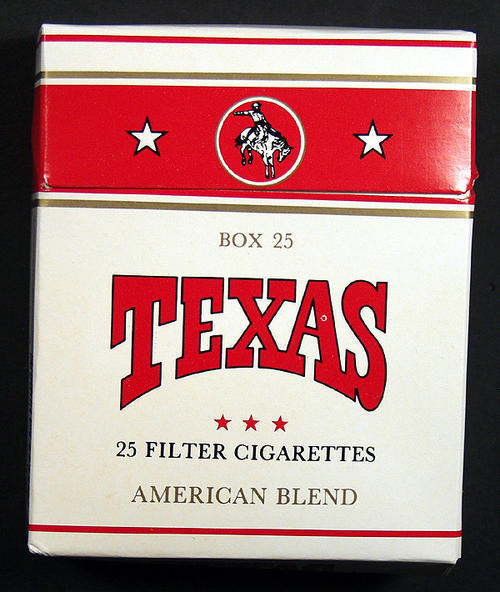 BOX 25
TEXAS
25 FILTER CIGARETTES
AMERICAN BLEND